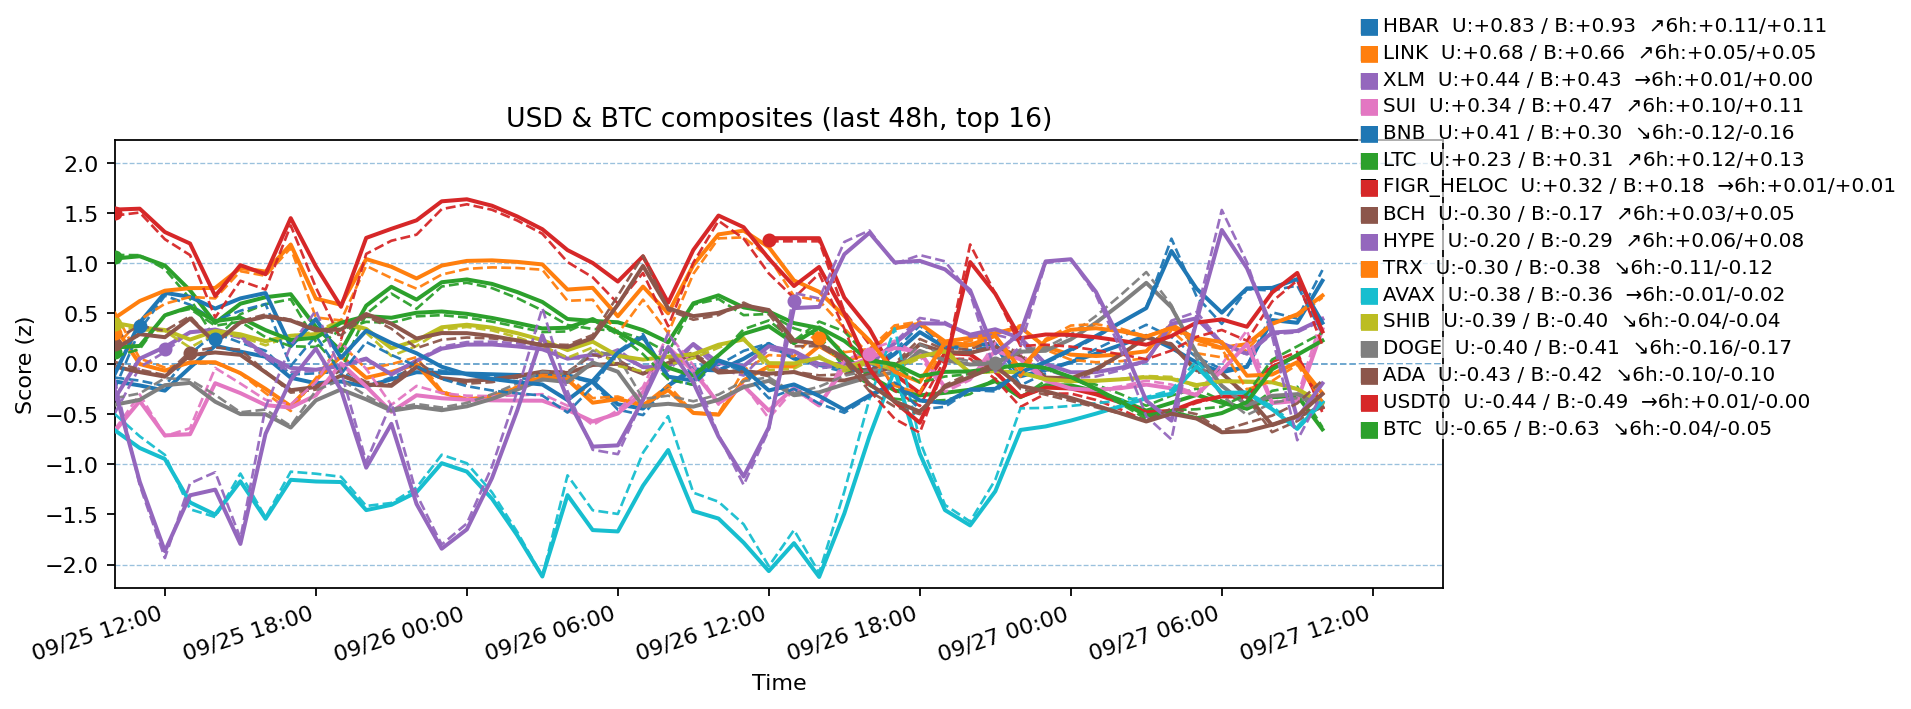 HBAR  U:+0.83 / B:+0.93  ↗6h:+0.11/+0.11
LINK  U:+0.68 / B:+0.66  ↗6h:+0.05/+0.05
XLM  U:+0.44 / B:+0.43  →6h:+0.01/+0.00
SUI  U:+0.34 / B:+0.47  ↗6h:+0.10/+0.11
BNB  U:+0.41 / B:+0.30  ↘6h:-0.12/-0.16
LTC  U:+0.23 / B:+0.31  ↗6h:+0.12/+0.13
FIGR_HELOC  U:+0.32 / B:+0.18  →6h:+0.01/+0.01
BCH  U:-0.30 / B:-0.17  ↗6h:+0.03/+0.05
HYPE  U:-0.20 / B:-0.29  ↗6h:+0.06/+0.08
TRX  U:-0.30 / B:-0.38  ↘6h:-0.11/-0.12
AVAX  U:-0.38 / B:-0.36  →6h:-0.01/-0.02
SHIB  U:-0.39 / B:-0.40  ↘6h:-0.04/-0.04
DOGE  U:-0.40 / B:-0.41  ↘6h:-0.16/-0.17
ADA  U:-0.43 / B:-0.42  ↘6h:-0.10/-0.10
USDT0  U:-0.44 / B:-0.49  →6h:+0.01/-0.00
BTC  U:-0.65 / B:-0.63  ↘6h:-0.04/-0.05
USD & BTC composites (last 48h, top 16)
Score (z)
2.0
1.5
1.0
0.5
0.0
−0.5
−1.0
−1.5
−2.0
09/25 12:00
09/25 18:00
09/26 00:00
09/26 06:00
09/26 12:00
09/26 18:00
09/27 00:00
09/27 06:00
09/27 12:00
Time